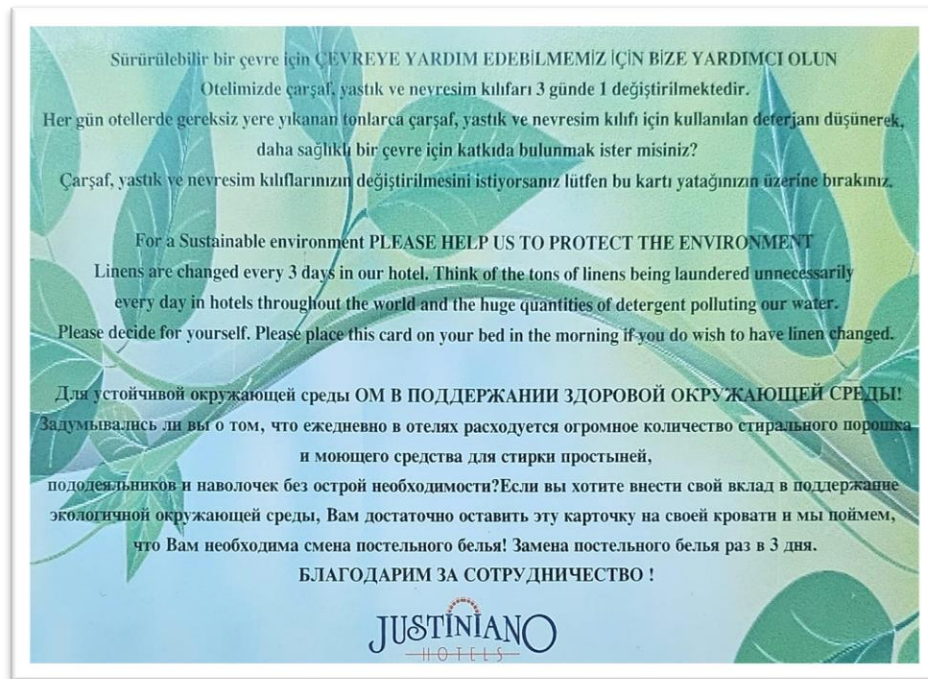 Sürürülebilir bir çevre için ÇEVREYE YARDIM EDEBİLMEMİZ İÇİN BİZE YARDIMCI OLUN
Otelimizde çarşaf, yastık ve nevresim kılıfarı 3 günde 1 değiştirilmektedir.
Her gün otellerde gereksiz yere yıkanan tonlarca çarşaf, yastık ve nevresim kılıfı için kullanılan deterjanı düşünerek,
daha sağlıklı bir çevre için katkıda bulunmak ister misiniz?
Çarşaf, yastık ve nevresim kılıflarınızın değiştirilmesini istiyorsanız lütfen bu kartı yatağınızın üzerine bırakınız.
For a Sustainable environment PLEASE HELP US TO PROTECT THE ENVIRONMENT
Linens are changed every 3 days in our hotel. Think of the tons of linens being laundered unnecessarily
every day in hotels throughout the world and the huge quantities of detergent polluting our water.
Please decide for yourself. Please place this card on your bed in the morning if you do wish to have linen changed.
Для устойчивой окружающей среды ОМ В ПОДДЕРЖАНИИ ЗДОРОВОЙ ОКРУЖАЮЩЕЙ СРЕДЫ!
Задумывались ли вы о том, что ежедневно в отелях расходуется огромное количество стирального порошка
и моющего средства для стирки простыней,
пододеяльников и наволочек без острой необходимости?Если вы хотите внести свой вклад в поддержание
экологичной окружающей среды, Вам достаточно оставить эту карточку на своей кровати и мы поймем,
что Вам необходима смена постельного белья! Замена постельного белья раз в 3 дня.
БЛАГОДАРИМ ЗА СОТРУДНИЧЕСТВО !
JUSTINIANO
HOTELS